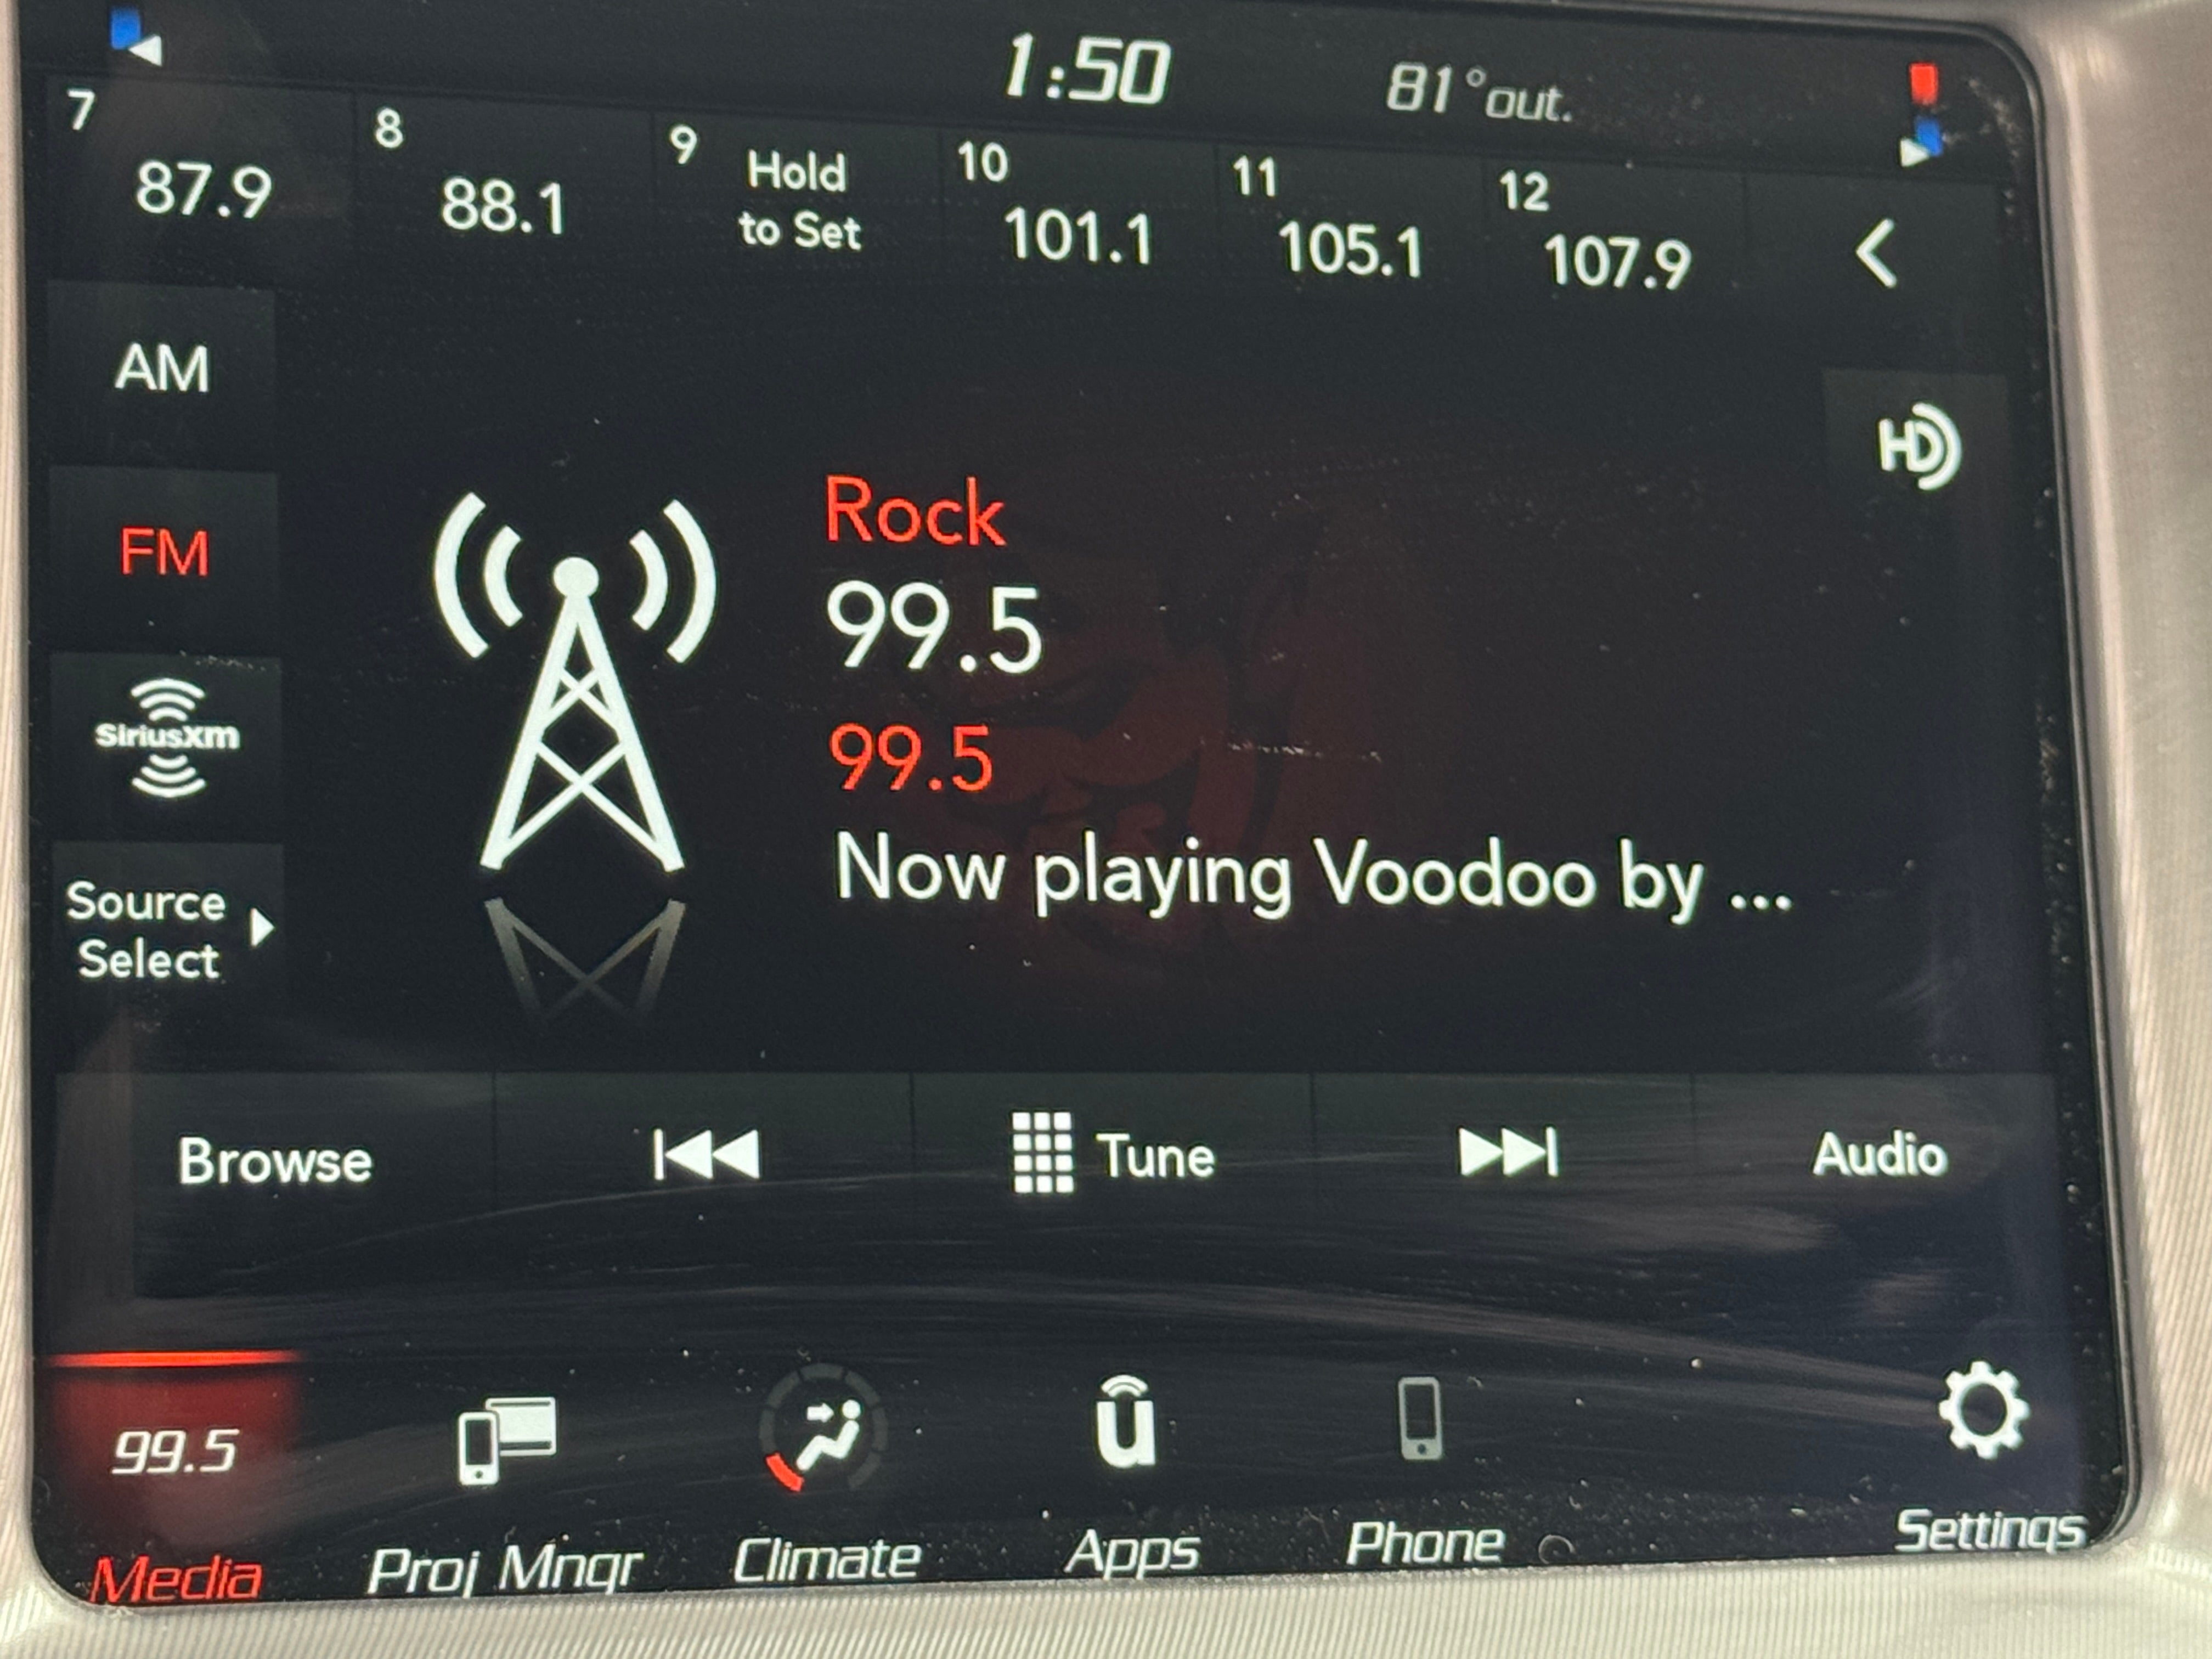 1:50 81°out.
7 8 9 10 11 12
87.9 88.1 Hold to Set 101.1 105.1 107.9
AM
HD
Rock
FM
99.5
SiriusXm
99.5
Now playing Voodoo by ...
Source
Select
Browse Tune Audio
99.5 u
Media Proj Mngr Climate Apps Phone Settings